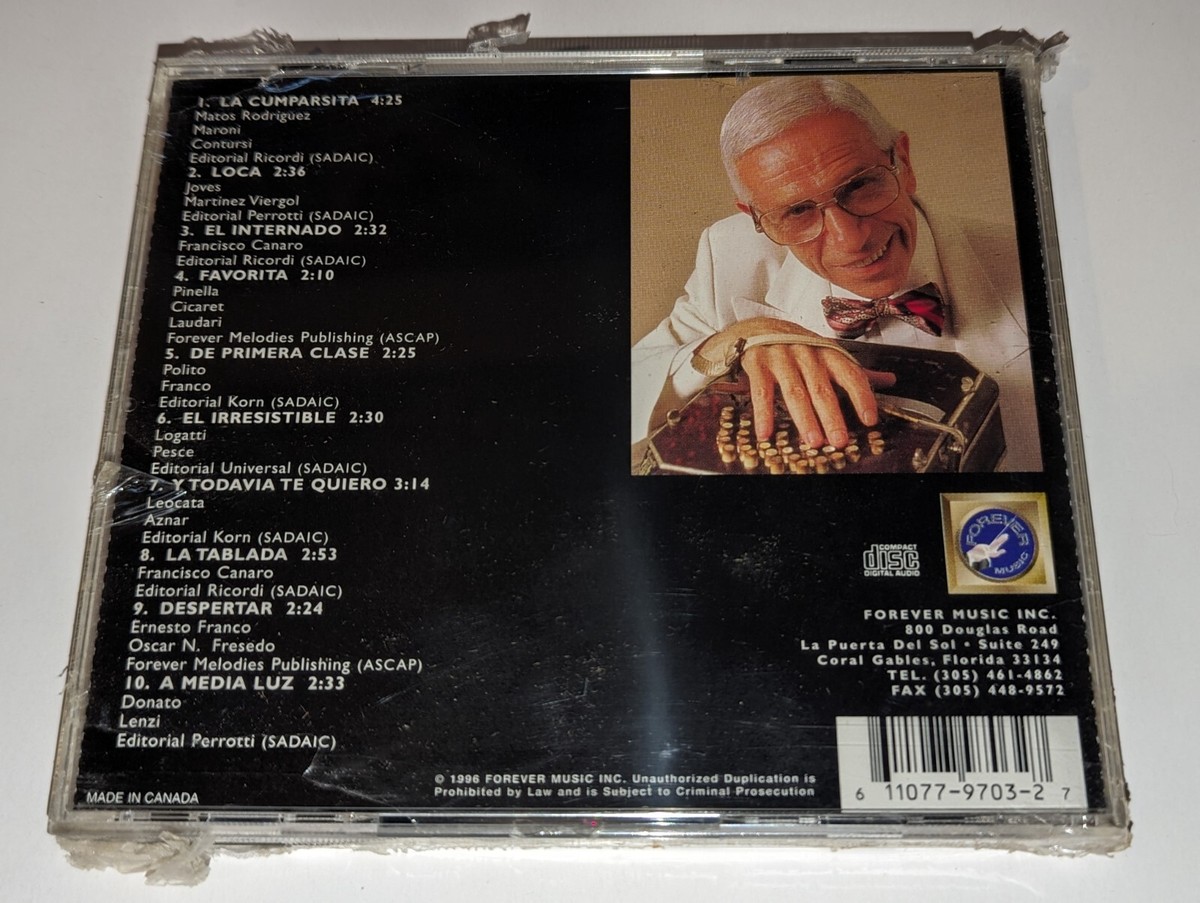 1. LA CUMPARSITA 4:25
Matos Rodriguez
Maroni
Contursi
Editorial Ricordi (SADAIC)
2. LOCA 2:36
Joves
Martinez Viergol
Editorial Perrotti (SADAIC)
3. EL INTERNADO 2:32
Francisco Canaro
Editorial Ricordi (SADAIC)
4. FAVORITA 2:10
Pinella
Cicaret
Laudari
Forever Melodies Publishing (ASCAP)
5. DE PRIMERA CLASE 2:25
Polito
Franco
Editorial Korn (SADAIC)
6. EL IRRESISTIBLE 2:30
Logatti
Pesce
Editorial Universal (SADAIC)
7. Y TODAVIA TE QUIERO 3:14
Leocata
Aznar
Editorial Korn (SADAIC)
8. LA TABLADA 2:53
Francisco Canaro
Editorial Ricordi (SADAIC)
9. DESPERTAR 2:24
Ernesto Franco
Oscar N. Fresedo
Forever Melodies Publishing (ASCAP)
10. A MEDIA LUZ 2:33
Donato
Lenzi
Editorial Perrotti (SADAIC)
MADE IN CANADA
COMPACT
disc
DIGITAL AUDIO
FOREVER
MUSIC
FOREVER MUSIC INC.
800 Douglas Road
La Puerta Del Sol • Suite 249
Coral Gables, Florida 33134
TEL. (305) 461-4862
FAX (305) 448-9572
© 1996 FOREVER MUSIC INC. Unauthorized Duplication is
Prohibited by Law and is Subject to Criminal Prosecution
6 11077-9703-2 7